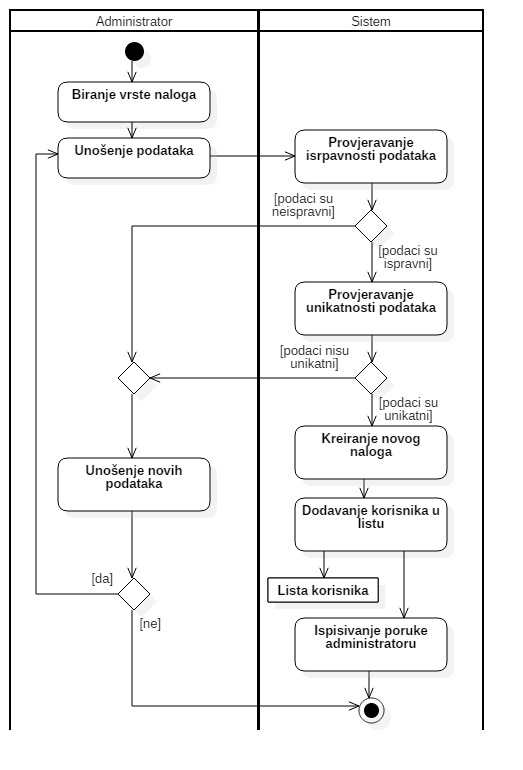 Administrator
Sistem
Biranje vrste naloga
Unošenje podataka
Provjeravanje
isrpavnosti podataka
[podaci su
neispravni]
[podaci su
ispravni]
Provjeravanje
unikatnosti podataka
[podaci nisu
unikatni]
[podaci su
unikatni]
Kreiranje novog
naloga
Unošenje novih
podataka
Dodavanje korisnika u
listu
[da]
Lista korisnika
[ne]
Ispisivanje poruke
administratoru